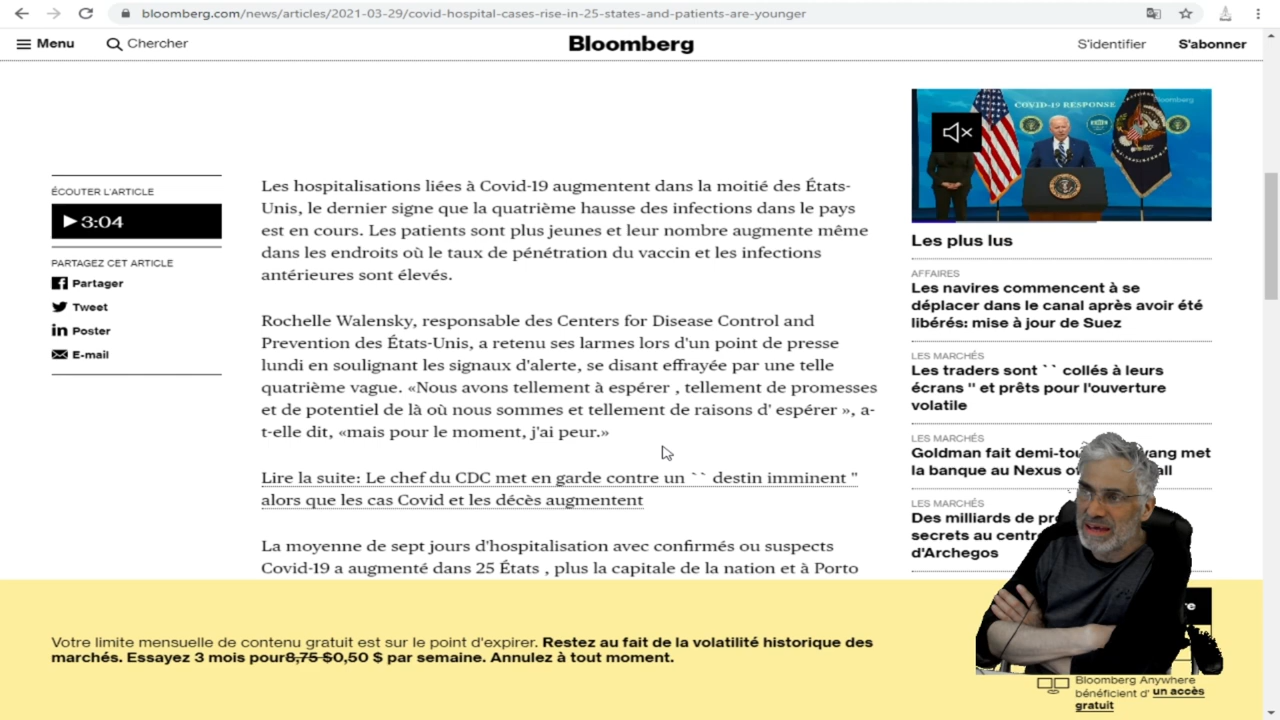 bloomberg.com/news/articles/2021-03-29/covid-hospital-cases-rise-in-25-states-and-patients-are-younger
Menu
Chercher
Bloomberg
S'identifier
S'abonner
ÉCOUTER L'ARTICLE
3:04
PARTAGEZ CET ARTICLE
Partager
Tweet
Poster
E-mail
Les hospitalisations liées à Covid-19 augmentent dans la moitié des États-
Unis, le dernier signe que la quatrième hausse des infections dans le pays
est en cours. Les patients sont plus jeunes et leur nombre augmente même
dans les endroits où le taux de pénétration du vaccin et les infections
antérieures sont élevés.
Rochelle Walensky, responsable des Centers for Disease Control and
Prevention des États-Unis, a retenu ses larmes lors d'un point de presse
lundi en soulignant les signaux d'alerte, se disant effrayée par une telle
quatrième vague. «Nous avons tellement à espérer , tellement de promesses
et de potentiel de là où nous sommes et tellement de raisons d' espérer », a-
t-elle dit, «mais pour le moment, j'ai peur.»
Lire la suite: Le chef du CDC met en garde contre un `` destin imminent ''
alors que les cas Covid et les décès augmentent
La moyenne de sept jours d'hospitalisation avec confirmés ou suspects
Covid-19 a augmenté dans 25 États , plus la capitale de la nation et à Porto
COVID-19 RESPONSE
Bloomberg
Les plus lus
AFFAIRES
Les navires commencent à se
déplacer dans le canal après avoir été
libérés: mise à jour de Suez
LES MARCHÉS
Les traders sont `` collés à leurs
écrans '' et prêts pour l'ouverture
volatile
LES MARCHÉS
Goldman fait demi-tou
met
la banque au Nexus
LES MARCHÉS
Des milliards de
secrets au
d'Archegos
Votre limite mensuelle de contenu gratuit est sur le point d'expirer. Restez au fait de la volatilité historique des
marchés. Essayez 3 mois pour8,75 $0,50 $ par semaine. Annulez à tout moment.
Bloomberg Anywhere
bénéficient d' un accès
gratuit